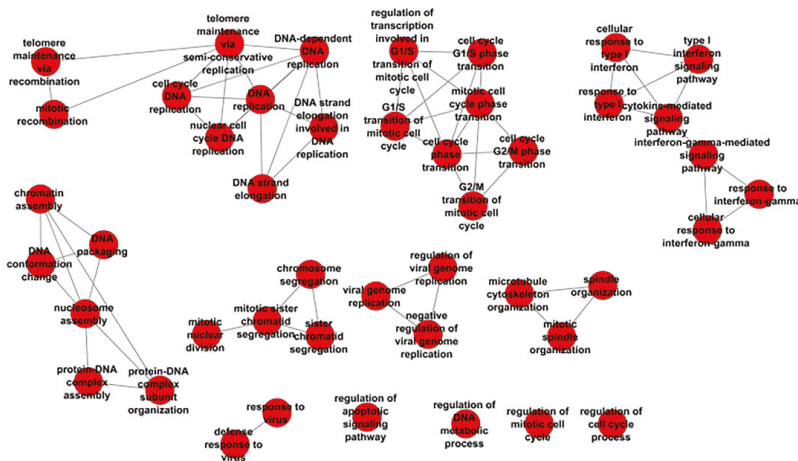 telomere
maintenance via
recombination
mitotic
recombination
telomere
maintenance
via
semi-conservative
replication
DNA-dependent
DNA
replication
cell cycle
DNA
replication
DNA
replication
nuclear cell
cycle DNA
replication
DNA strand
elongation
involved in
DNA
replication
DNA strand
elongation
regulation of
transcription involved in
G1/S
transition of mitotic
cell cycle
cell cycle
G1/S phase
transition
mitotic cell
cycle phase
transition
G1/S
transition of
mitotic cell
cycle
cell cycle
phase
transition
cell cycle
G2/M phase
transition
G2/M
transition of
mitotic cell
cycle
cellular
response to
type I
interferon
type I
interferon
signaling
pathway
response to
type I
interferon
cytokine-mediated
signaling
pathway
interferon-gamma-mediated
signaling
pathway
response to
interferon-gamma
cellular
response to
interferon-gamma
chromatin
assembly
DNA
packaging
DNA
conformation
change
nucleosome
assembly
protein-DNA
complex
assembly
protein-DNA
complex
subunit
organization
chromosome
segregation
mitotic sister
chromatid
segregation
mitotic
nuclear
division
sister
chromatid
segregation
regulation of
viral genome
replication
viral genome
replication
negative
regulation of
viral genome
replication
microtubule
cytoskeleton
organization
spindle
organization
mitotic
spindle
organization
response to
virus
defense
response to
virus
regulation of
apoptotic
signaling
pathway
regulation of
DNA
metabolic
process
regulation of
mitotic cell
cycle
regulation of
cell cycle
process